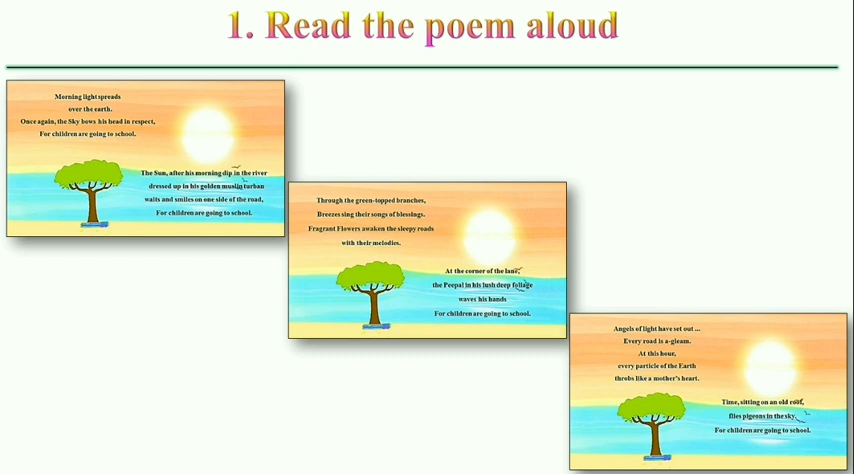 1. Read the poem aloud
Morning light spreads
over the earth.
Once again, the Sky bows his head in respect,
For children are going to school.
The Sun, after his morning dip in the river
dressed up in his golden muslin turban
waits and smiles on one side of the road,
For children are going to school.
Through the green-topped branches,
Breezes sing their songs of blessings.
Fragrant Flowers awaken the sleepy roads
with their melodies.
At the corner of the lane,
the Peepal in his lush deep foliage
waves his hands
For children are going to school.
Angels of light have set out ...
Every road is a-gleam.
At this hour,
every particle of the Earth
throbs like a mother's heart.
Time, sitting on an old roof,
flies pigeons in the sky,
For children are going to school.